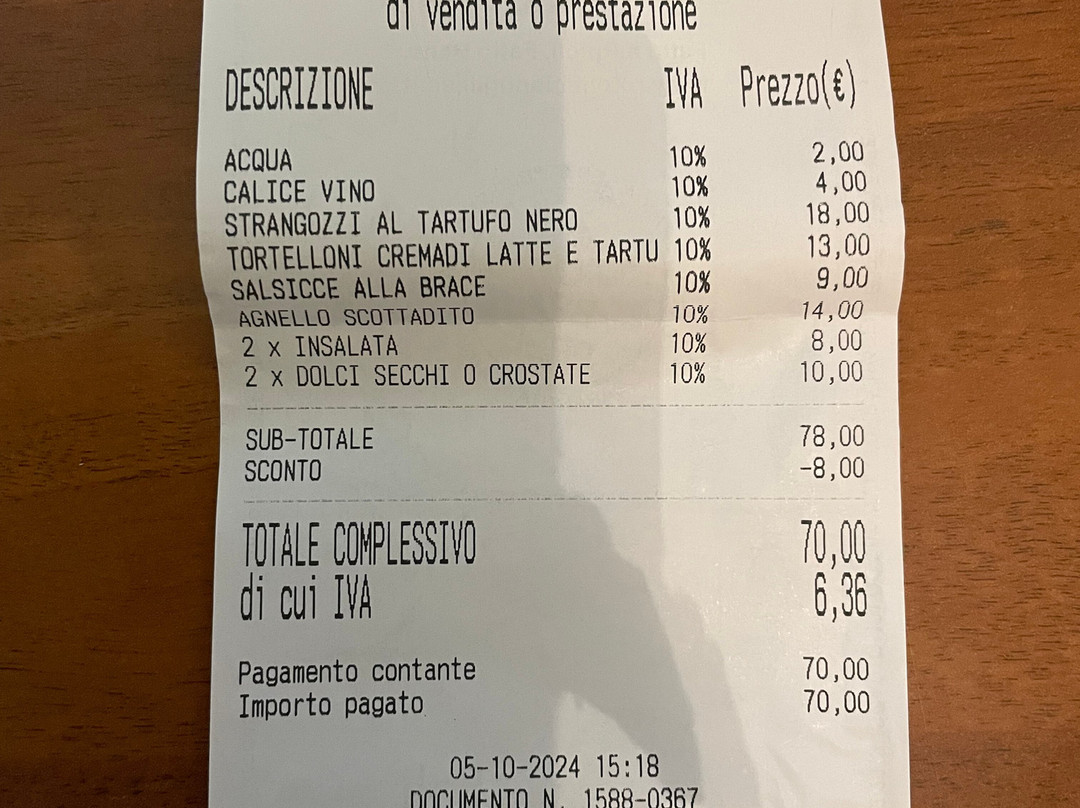 di vendita o prestazione
DESCRIZIONE IVA Prezzo(€)
ACQUA 10% 2,00
CALICE VINO 10% 4,00
STRANGOZZI AL TARTUFO NERO 10% 18,00
TORTELLONI CREMADI LATTE E TARTU 10% 13,00
SALSICCE ALLA BRACE 10% 9,00
AGNELLO SCOTTADITO 10% 14,00
2 x INSALATA 10% 8,00
2 x DOLCI SECCHI O CROSTATE 10% 10,00
SUB-TOTALE 78,00
SCONTO -8,00
TOTALE COMPLESSIVO 70,00
di cui IVA 6,36
Pagamento contante 70,00
Importo pagato 70,00
05-10-2024 15:18
DOCUMENTO N. 1588-0367